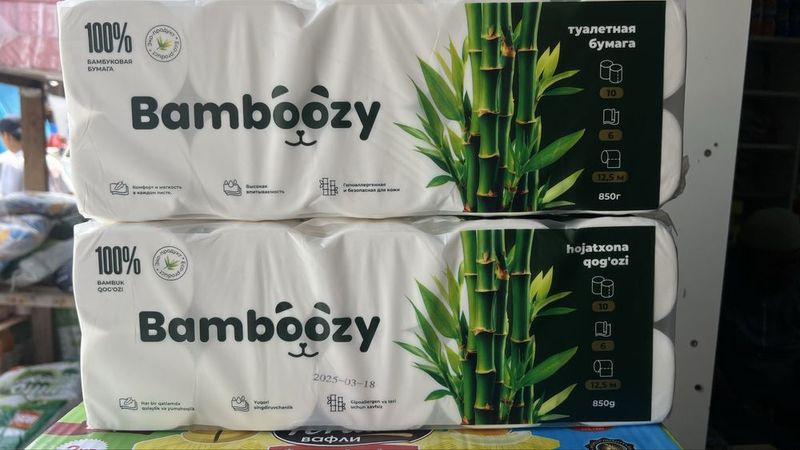 100%
БАМБУКОВАЯ
БУМАГА
Bamboozy
Комфорт и мягкость
в каждом листе.
Высокая
впитываемость
Гипоаллергенная
и безопасная для кожи
туалетная
бумага
10
6
12,5 м
850г
100%
BAMBUK
QOG'OZI
Bamboozy
2025-03-18
Har bir qatlamda
qulaylik va yumshoqlik
Yuqori
singdiruvchanlik
Gipoallergen va teri
uchun xavfsiz
hojatxona
qog'ozi
10
6
12,5 м
850g
вафли